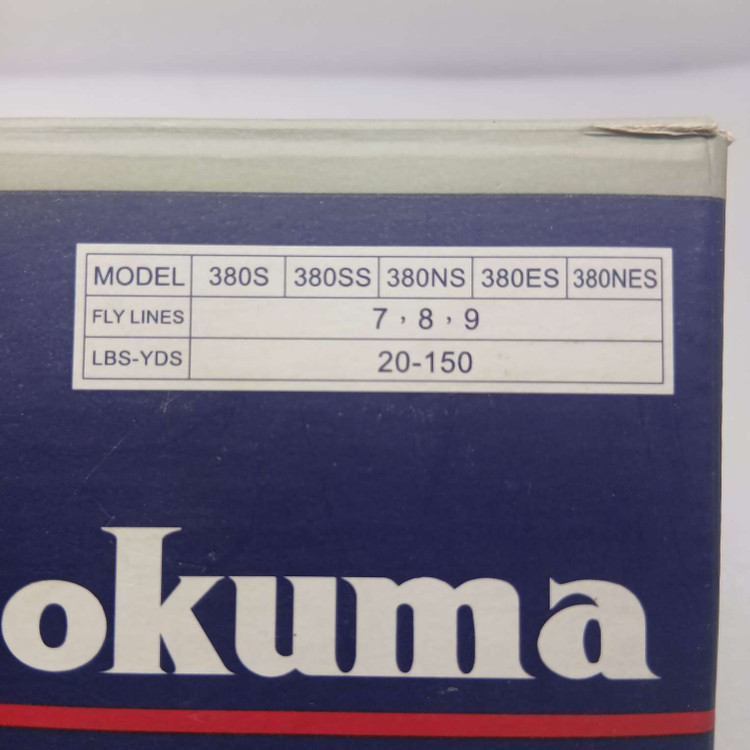 MODEL 380S 380SS 380NS 380ES 380NES
FLY LINES 7，8，9
LBS-YDS 20-150
okuma